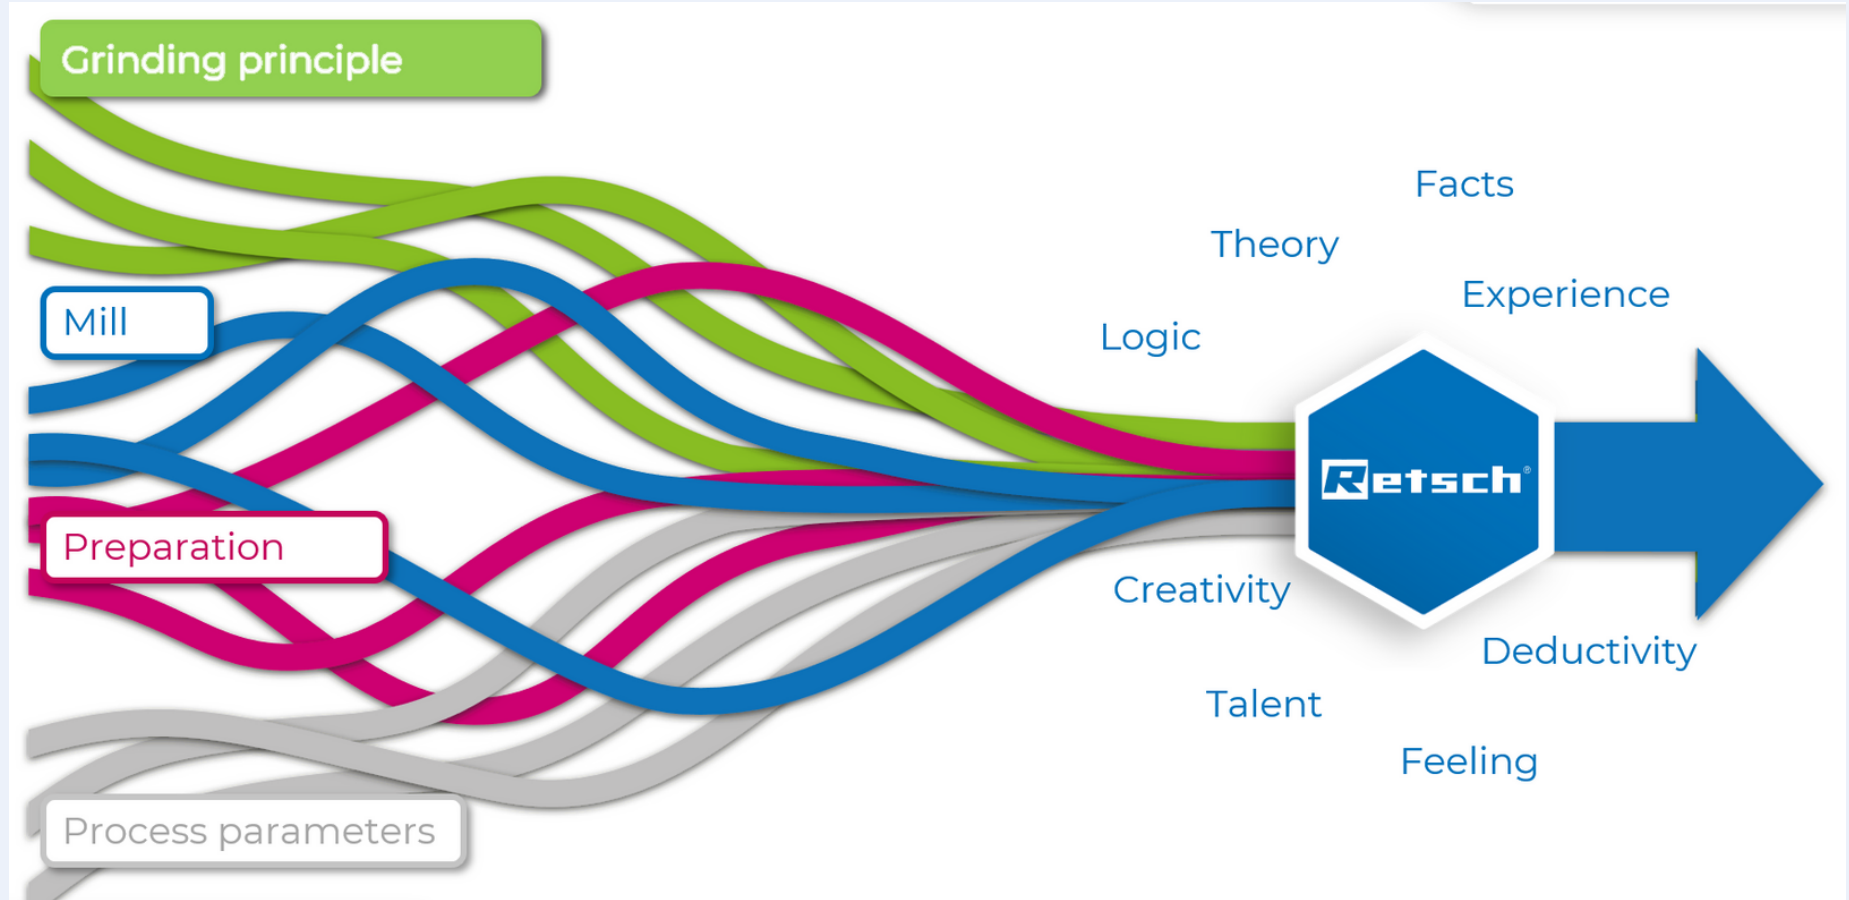 Grinding principle
Facts
Theory
Experience
Mill
Logic
Retsch®
Preparation
Creativity
Deductivity
Talent
Feeling
Process parameters